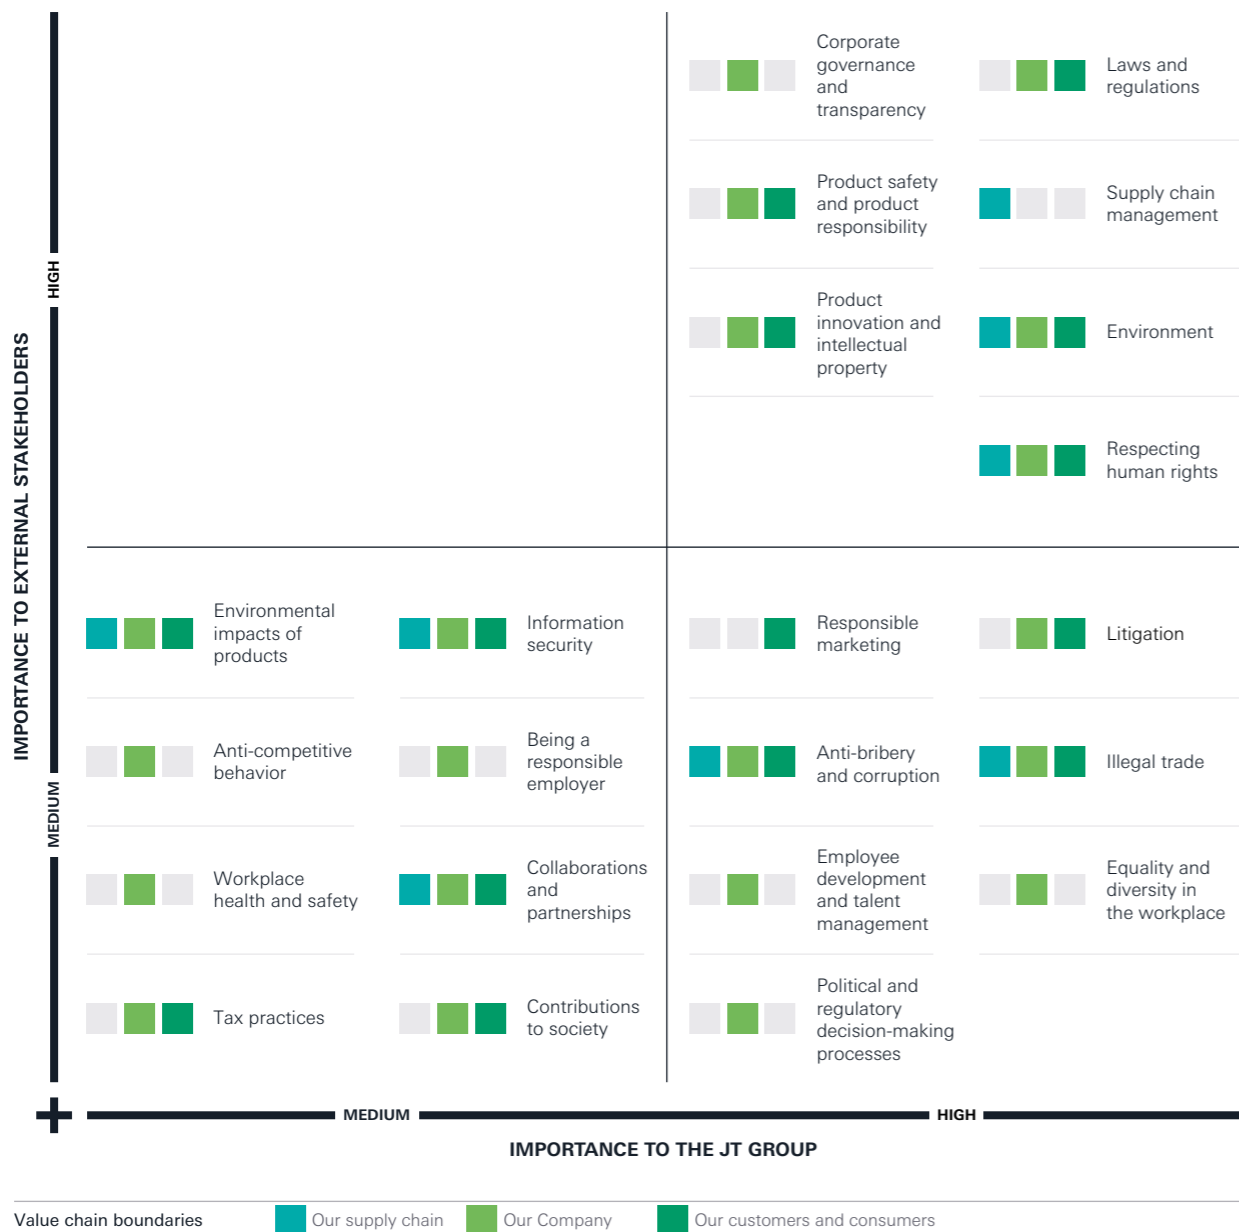 Corporate
governance
and
transparency
Laws and
regulations
Product safety
and product
responsibility
Supply chain
management
Product
innovation and
intellectual
property
Environment
Respecting
human rights
HIGH
IMPORTANCE TO EXTERNAL STAKEHOLDERS
MEDIUM
Environmental
impacts of
products
Information
security
Responsible
marketing
Litigation
Anti-competitive
behavior
Being a
responsible
employer
Anti-bribery
and corruption
Illegal trade
Workplace
health and safety
Collaborations
and
partnerships
Employee
development
and talent
management
Equality and
diversity in
the workplace
Tax practices
Contributions
to society
Political and
regulatory
decision-making
processes
MEDIUM
HIGH
IMPORTANCE TO THE JT GROUP
Value chain boundaries
Our supply chain
Our Company
Our customers and consumers